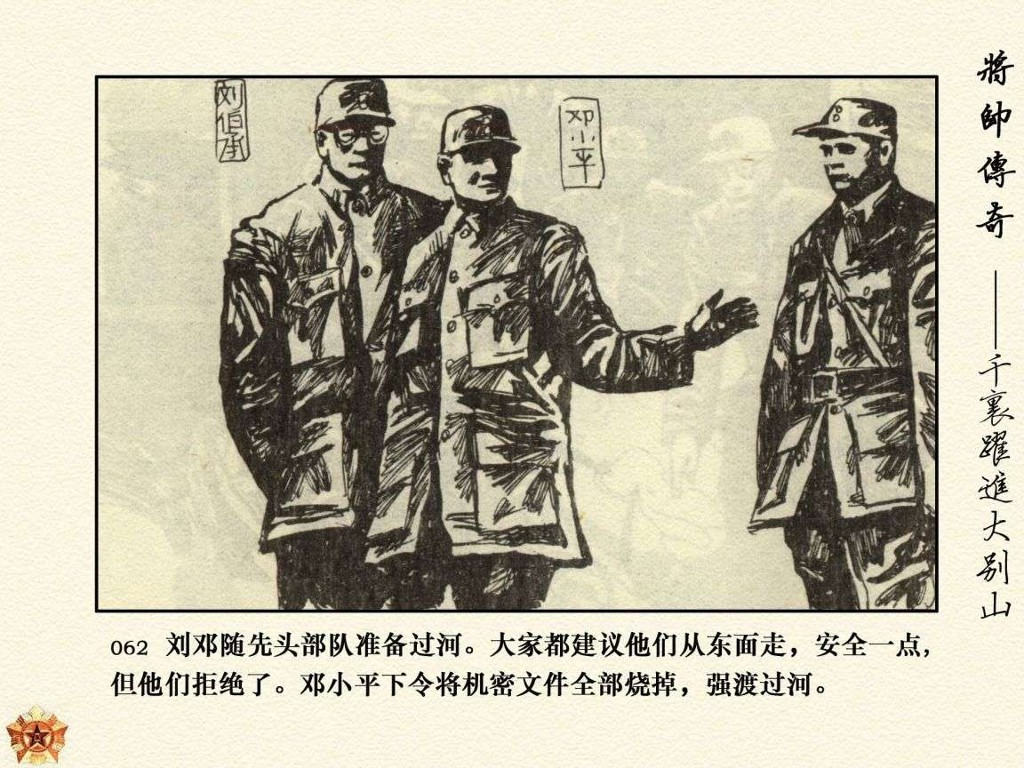 將帥傳奇 ——千裏躍進大别山
刘伯承
邓小平
062 刘邓随先头部队准备过河。大家都建议他们从东面走，安全一点，
但他们拒绝了。邓小平下令将机密文件全部烧掉，强渡过河。